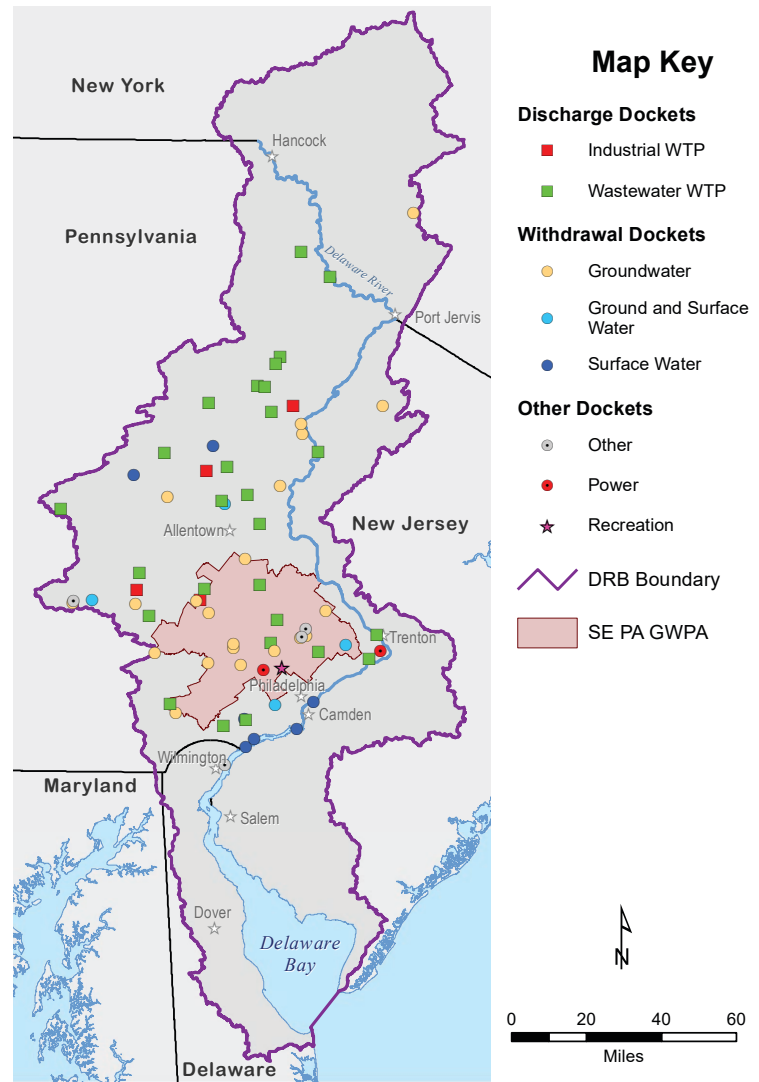 New York
Hancock
Pennsylvania
Delaware River
Port Jervis
New Jersey
Allentown
Trenton
Philadelphia
Camden
Wilmington
Maryland
Salem
Dover
Delaware
Bay
Delaware
Map Key
Discharge Dockets
Industrial WTP
Wastewater WTP
Withdrawal Dockets
Groundwater
Ground and Surface
Water
Surface Water
Other Dockets
Other
Power
Recreation
DRB Boundary
SE PA GWPA
N
0 20 40 60
Miles